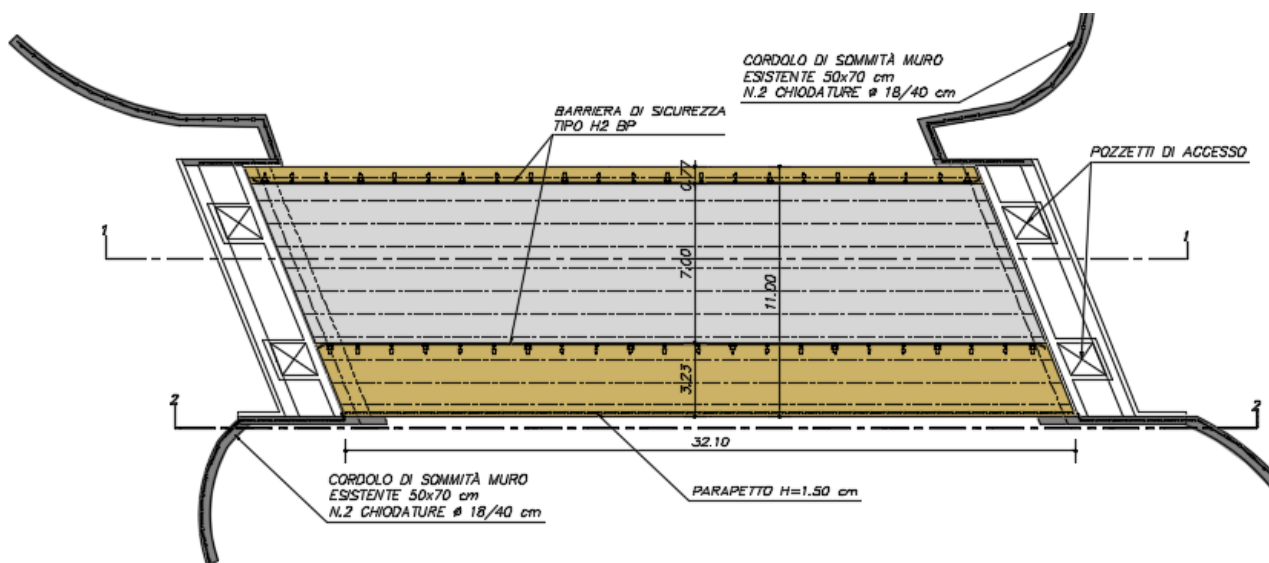 CORDOLO DI SOMMITÀ MURO
ESISTENTE 50x70 cm
N.2 CHIODATURE ø 18/40 cm
BARRIERA DI SICUREZZA
TIPO H2 BP
POZZETTI DI ACCESSO
0.77
1
1
7.00
11.00
3.23
2
2
32.10
CORDOLO DI SOMMITÀ MURO
ESISTENTE 50x70 cm
N.2 CHIODATURE ø 18/40 cm
PARAPETTO H=1.50 cm